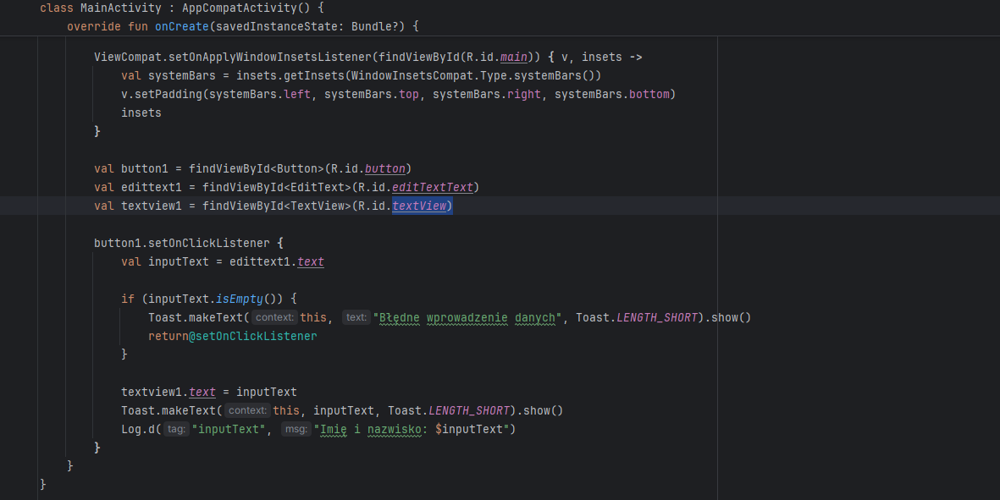 class MainActivity : AppCompatActivity() {
    override fun onCreate(savedInstanceState: Bundle?) {
        ViewCompat.setOnApplyWindowInsetsListener(findViewById(R.id.main)) { v, insets ->
            val systemBars = insets.getInsets(WindowInsetsCompat.Type.systemBars())
            v.setPadding(systemBars.left, systemBars.top, systemBars.right, systemBars.bottom)
            insets
        }
        val button1 = findViewById<Button>(R.id.button)
        val edittext1 = findViewById<EditText>(R.id.editTextText)
        val textview1 = findViewById<TextView>(R.id.textView)
        button1.setOnClickListener {
            val inputText = edittext1.text
            if (inputText.isEmpty()) {
                Toast.makeText( context: this, text: "Błędne wprowadzenie danych", Toast.LENGTH_SHORT).show()
                return@setOnClickListener
            }
            textview1.text = inputText
            Toast.makeText( context: this, inputText, Toast.LENGTH_SHORT).show()
            Log.d( tag: "inputText", msg: "Imię i nazwisko: $inputText")
        }
    }
}